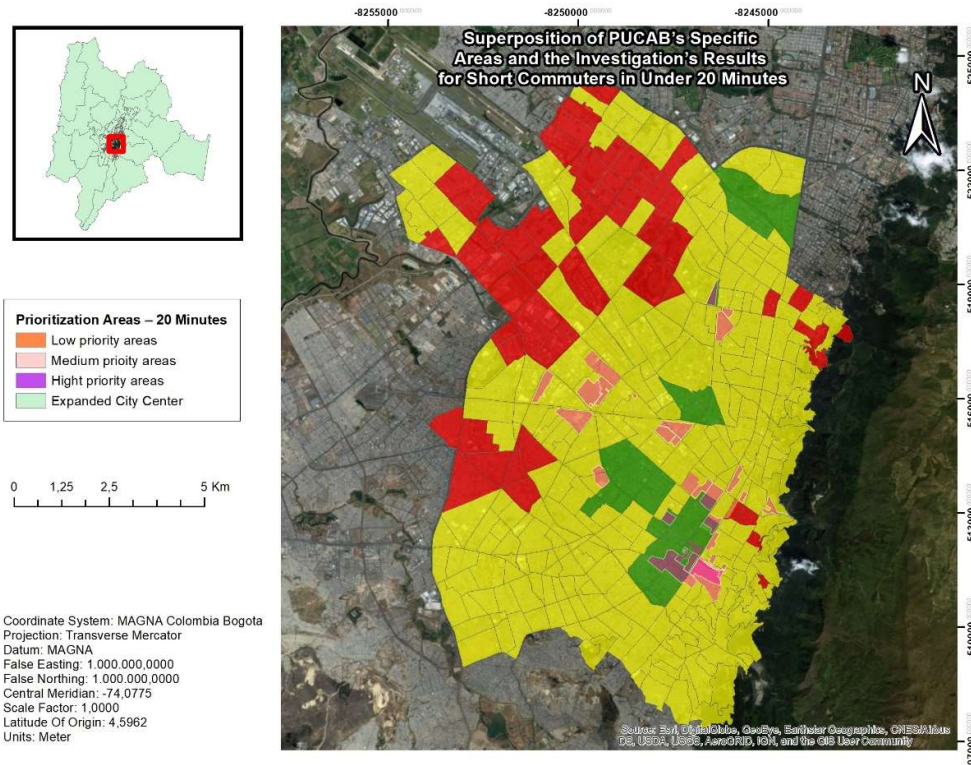 -8255000,000000
-8250000,000000
-8245000,000000
Superposition of PUCAB's Specific
Areas and the Investigation's Results
for Short Commuters in Under 20 Minutes
N
Prioritization Areas – 20 Minutes
Low priority areas
Medium priority areas
Hight priority areas
Expanded City Center
0 1,25 2,5 5 Km
Coordinate System: MAGNA Colombia Bogota
Projection: Transverse Mercator
Datum: MAGNA
False Easting: 1.000.000,0000
False Northing: 1.000.000,0000
Central Meridian: -74,0775
Scale Factor: 1,0000
Latitude Of Origin: 4,5962
Units: Meter
Source: Esri, DigitalGlobe, GeoEye, Earthstar Geographics, CNES/Airbus
DS, USDA, USGS, AeroGRID, IGN, and the GIS User Community